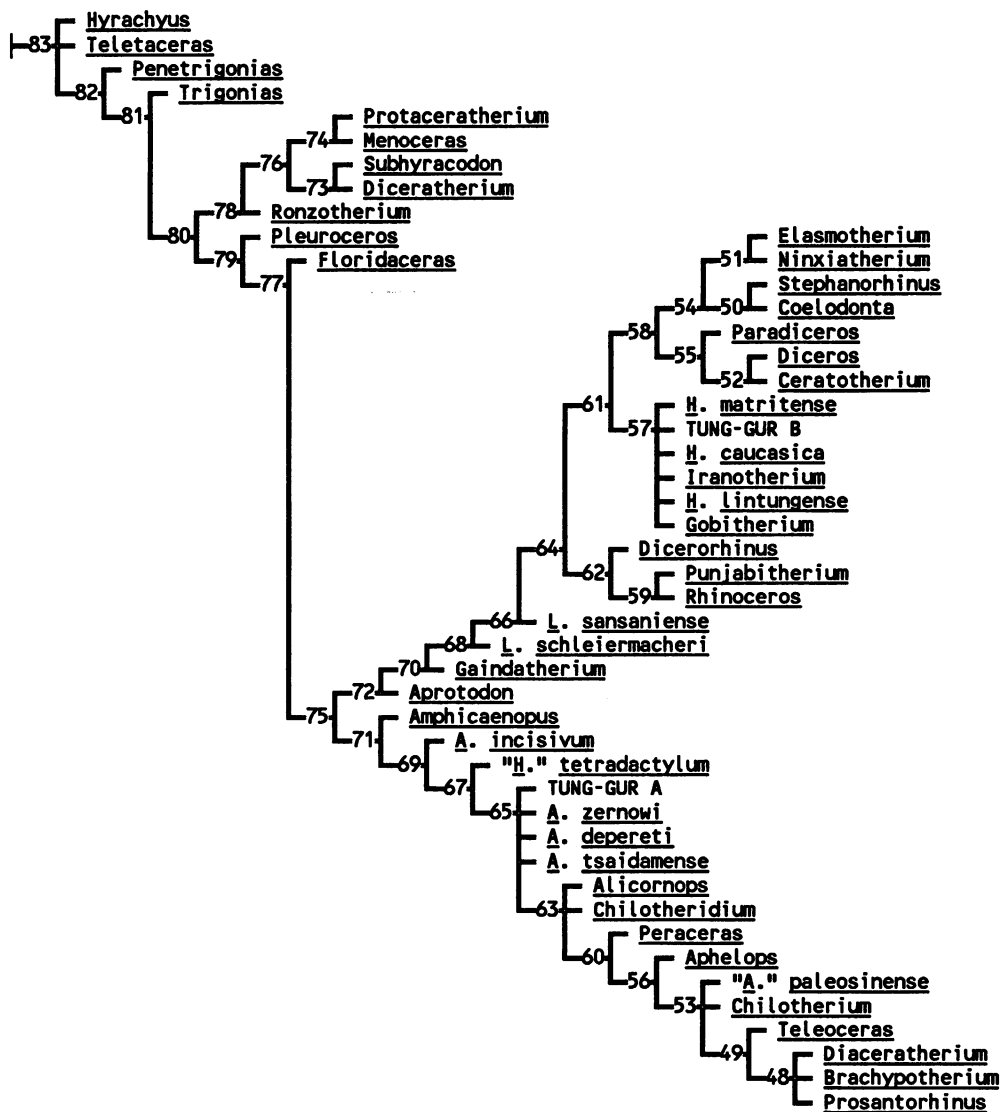 Hyrachyus
83 Teletaceras
Penetrigonias
82 Trigonias
81 Protaceratherium
74 Menoceras
76 Subhyracodon
73 Diceratherium
78 Ronzotherium
80 Pleuroceros Elasmotherium
79 Floridaceras 51 Ninxiatherium
77 Stephanorhinus
54 50 Coelodonta
58 Paradiceros
55 Diceros
52 Ceratotherium
61 H. matritense
57 TUNG-GUR B
H. caucasica
Iranotherium
H. lintungense
Gobitherium
64 Dicerorhinus
62 Punjabitherium
59 Rhinoceros
66 L. sansaniense
68 L. schleiermacheri
70 Gaindatherium
72 Aprotodon
75 Amphicaenopus
71 A. incisivum
69 "H." tetradactylum
67 TUNG-GUR A
65 A. zernowi
A. depereti
A. tsaidamense
Alicornops
63 Chilotheridium
Peraceras
60 Aphelops
56 "A." paleosinense
53 Chilotherium
Teleoceras
49 Diaceratherium
48 Brachypotherium
Prosantorhinus